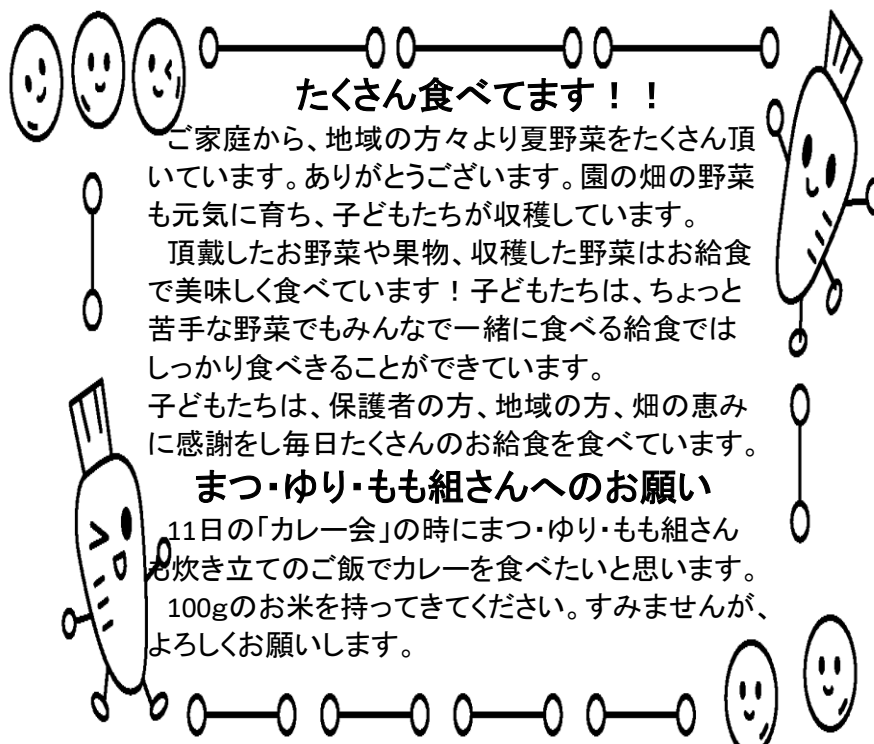 たくさん食べてます！！
ご家庭から、地域の方々より夏野菜をたくさん頂
いています。ありがとうございます。園の畑の野菜
も元気に育ち、子どもたちが収穫しています。
頂戴したお野菜や果物、収穫した野菜はお給食
で美味しく食べています！子どもたちは、ちょっと
苦手な野菜でもみんなで一緒に食べる給食では
しっかり食べきることができています。
子どもたちは、保護者の方、地域の方、畑の恵み
に感謝をし毎日たくさんのお給食を食べています。
まつ・ゆり・もも組さんへのお願い
11日の「カレー会」の時にまつ・ゆり・もも組さん
も炊き立てのご飯でカレーを食べたいと思います。
100gのお米を持ってきてください。すみませんが、
よろしくお願いします。